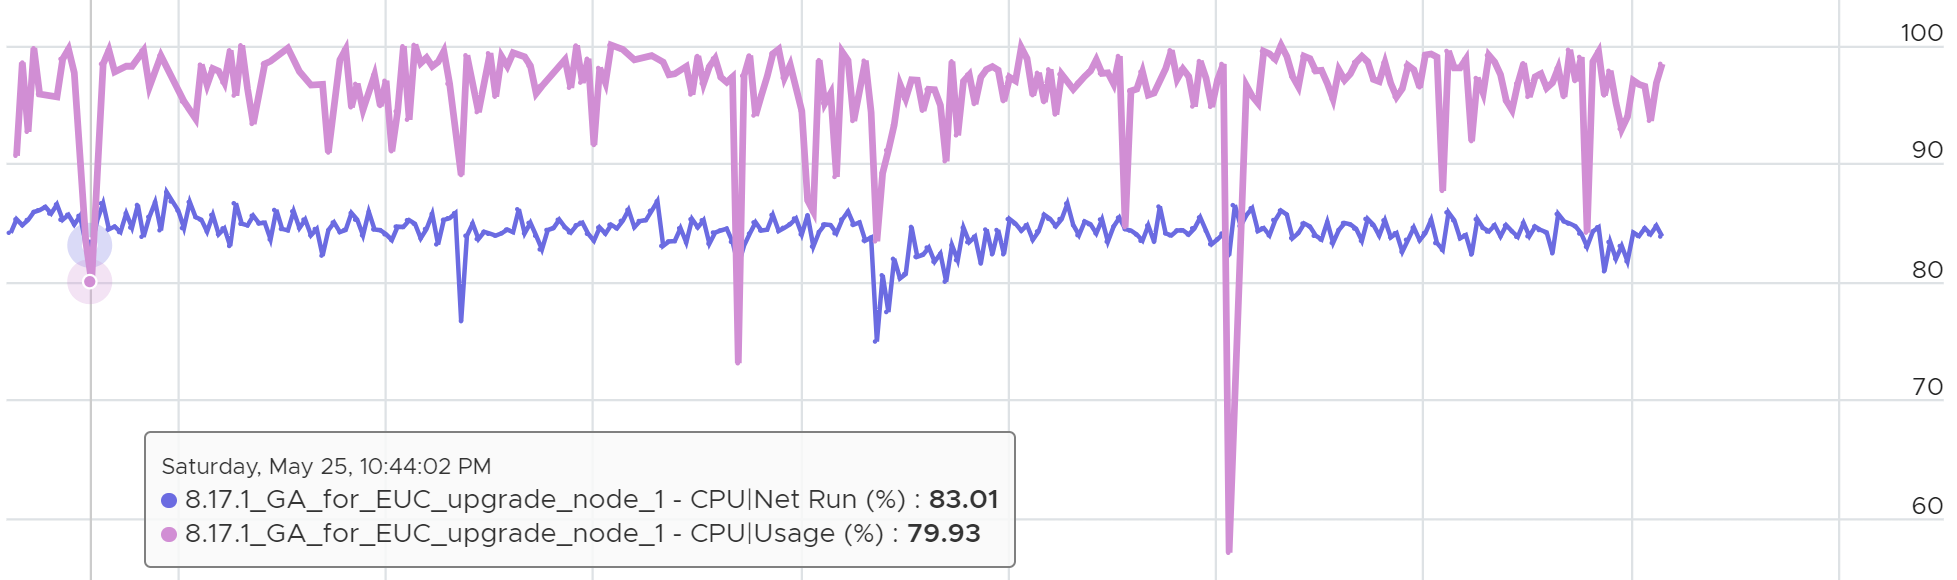 100
90
80
70
60
Saturday, May 25, 10:44:02 PM
8.17.1_GA_for_EUC_upgrade_node_1 - CPU|Net Run (%) : 83.01
8.17.1_GA_for_EUC_upgrade_node_1 - CPU|Usage (%) : 79.93